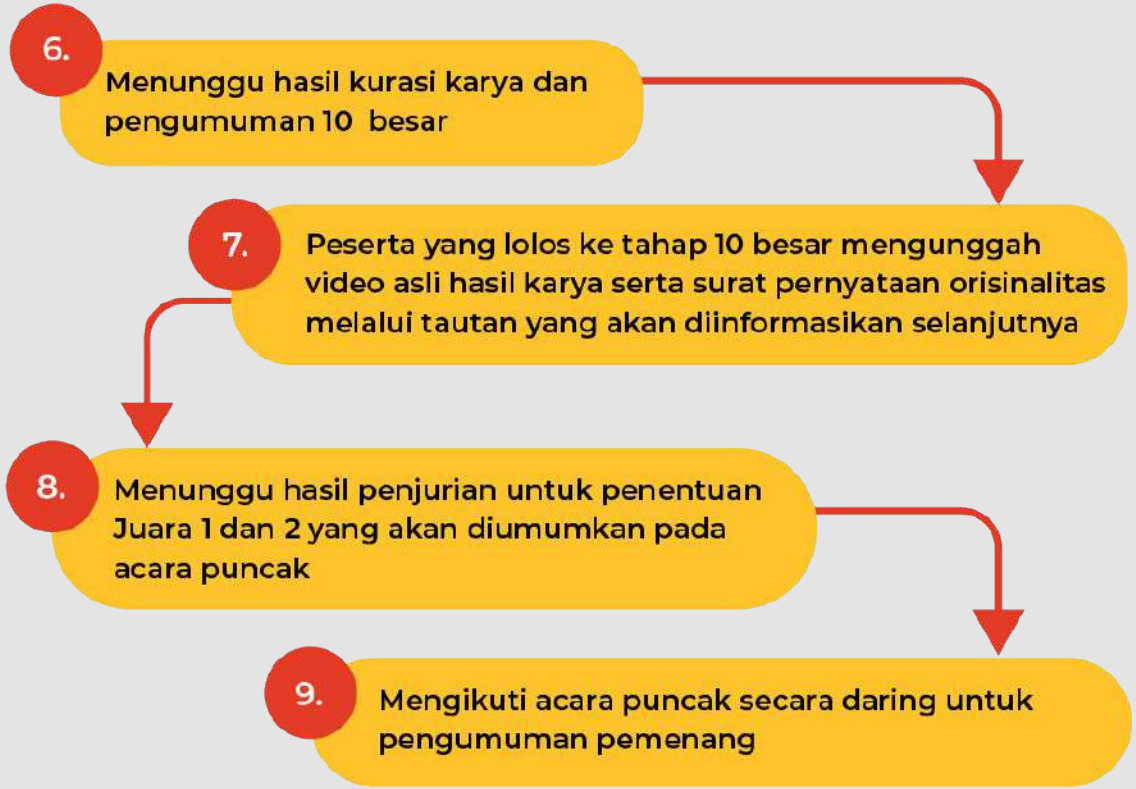 6.
Menunggu hasil kurasi karya dan
pengumuman 10 besar
7.
Peserta yang lolos ke tahap 10 besar mengunggah
video asli hasil karya serta surat pernyataan orisinalitas
melalui tautan yang akan diinformasikan selanjutnya
8.
Menunggu hasil penjurian untuk penentuan
Juara 1 dan 2 yang akan diumumkan pada
acara puncak
9.
Mengikuti acara puncak secara daring untuk
pengumuman pemenang